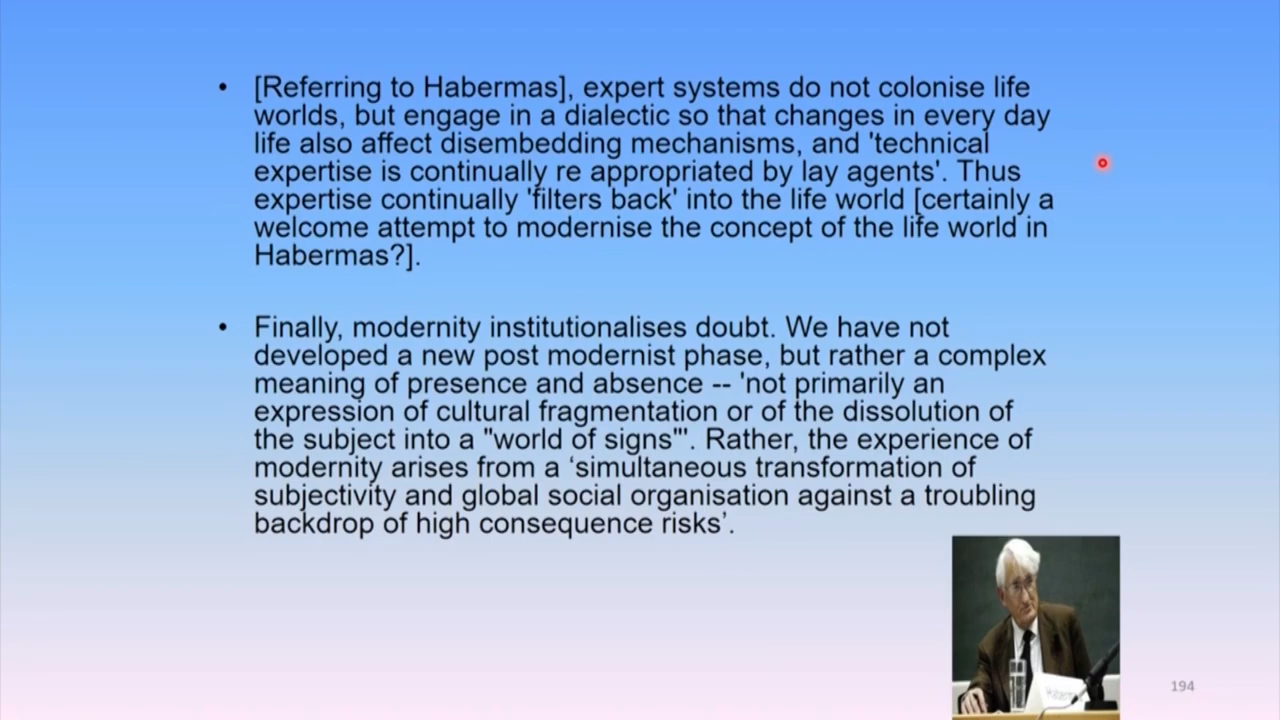 • [Referring to Habermas], expert systems do not colonise life
worlds, but engage in a dialectic so that changes in every day
life also affect disembedding mechanisms, and 'technical
expertise is continually re appropriated by lay agents'. Thus
expertise continually 'filters back' into the life world [certainly a
welcome attempt to modernise the concept of the life world in
Habermas?].
• Finally, modernity institutionalises doubt. We have not
developed a new post modernist phase, but rather a complex
meaning of presence and absence -- 'not primarily an
expression of cultural fragmentation or of the dissolution of
the subject into a "world of signs"'. Rather, the experience of
modernity arises from a ‘simultaneous transformation of
subjectivity and global social organisation against a troubling
backdrop of high consequence risks’.
194